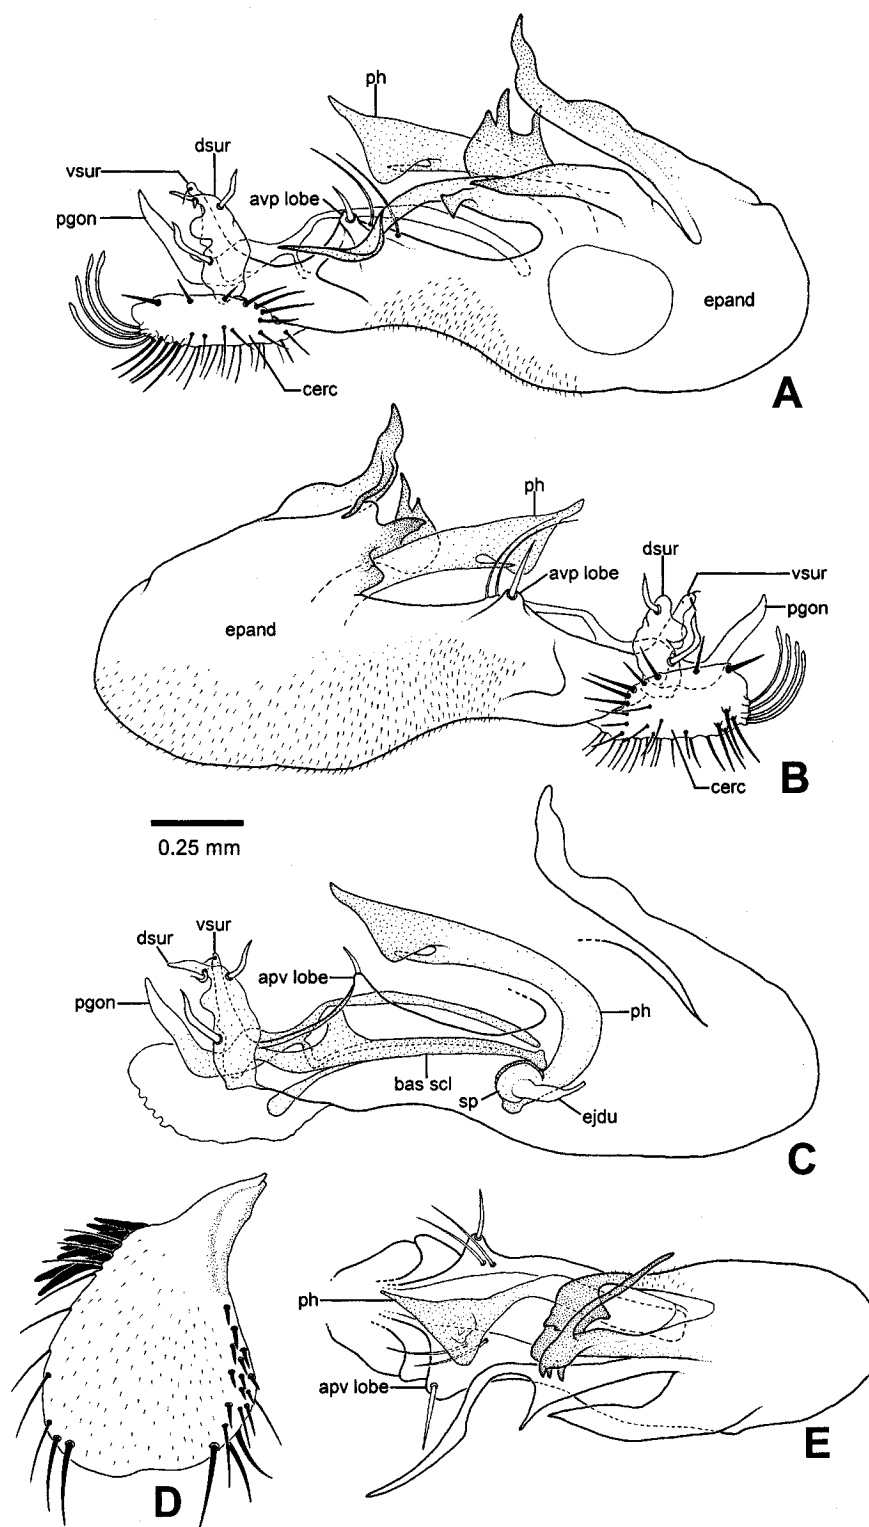 ph
dsur
vsur
avp lobe
pgon
epand
cerc
A
ph
dsur
vsur
avp lobe
pgon
epand
cerc
B
0.25 mm
vsur
dsur
apv lobe
pgon
ph
bas scl
sp
ejdu
C
ph
apv lobe
D
E